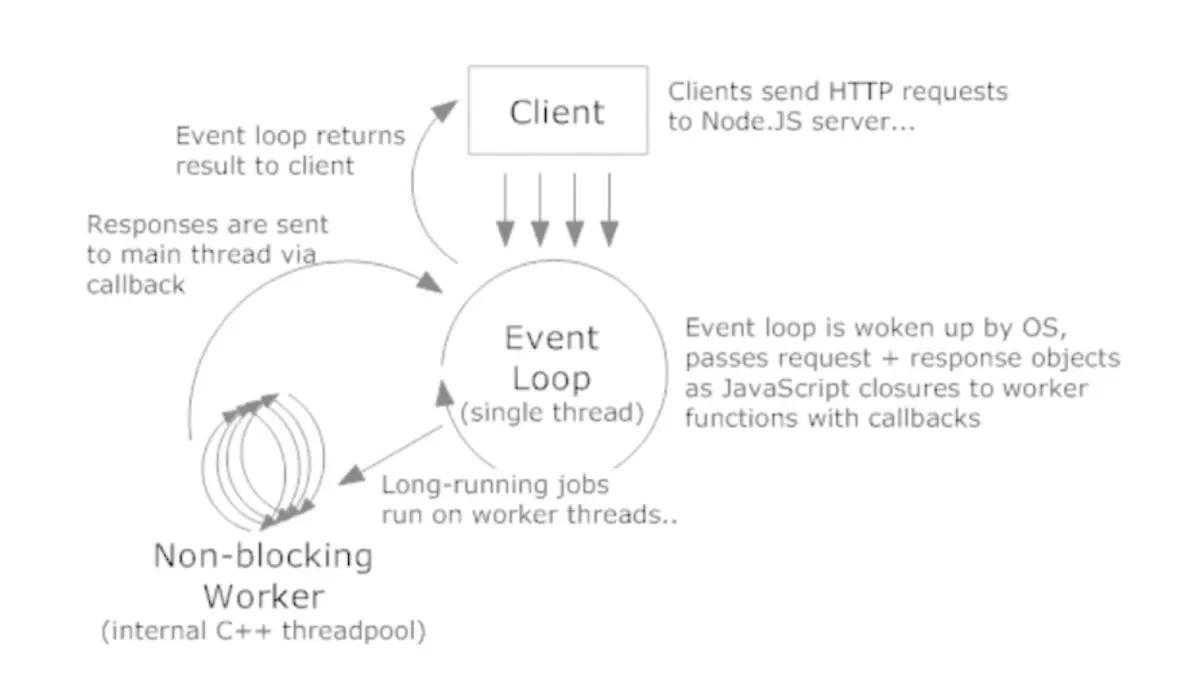 Client
Clients send HTTP requests
to Node.JS server...
Event loop returns
result to client
Responses are sent
to main thread via
callback
Event
Loop
(single thread)
Event loop is woken up by OS,
passes request + response objects
as JavaScript closures to worker
functions with callbacks
Long-running jobs
run on worker threads..
Non-blocking
Worker
(internal C++ threadpool)